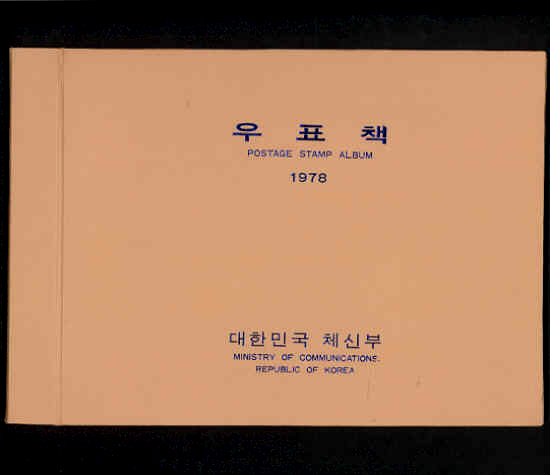 우 표 책
POSTAGE STAMP ALBUM
1978
대한민국 체신부
MINISTRY OF COMMUNICATIONS.
REPUBLIC OF KOREA